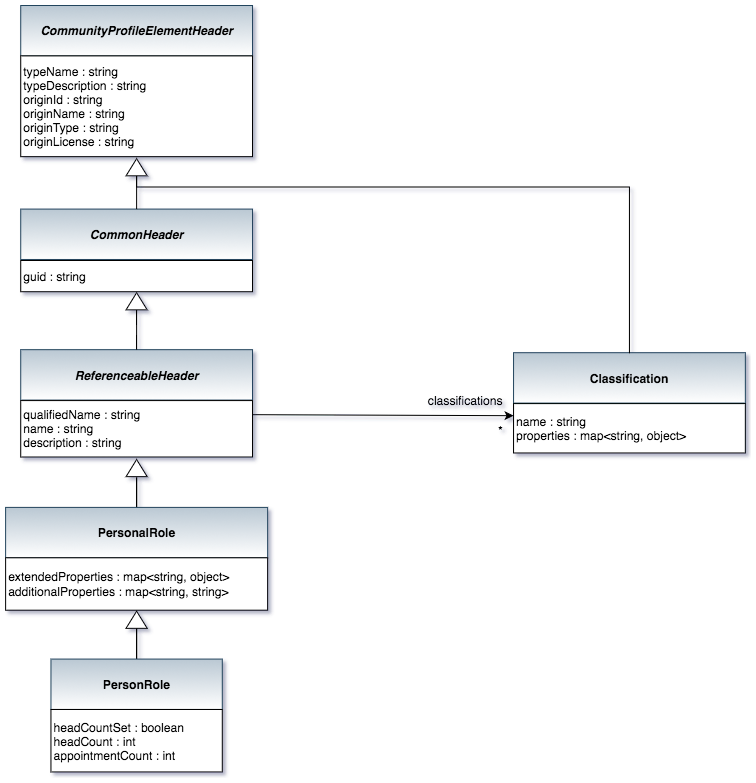 CommunityProfileElementHeader
typeName : string
typeDescription : string
originId : string
originName : string
originType : string
originLicense : string
CommonHeader
guid : string
ReferenceableHeader
qualifiedName : string
name : string
description : string
classifications
*
Classification
name : string
properties : map<string, object>
PersonalRole
extendedProperties : map<string, object>
additionalProperties : map<string, string>
PersonRole
headCountSet : boolean
headCount : int
appointmentCount : int